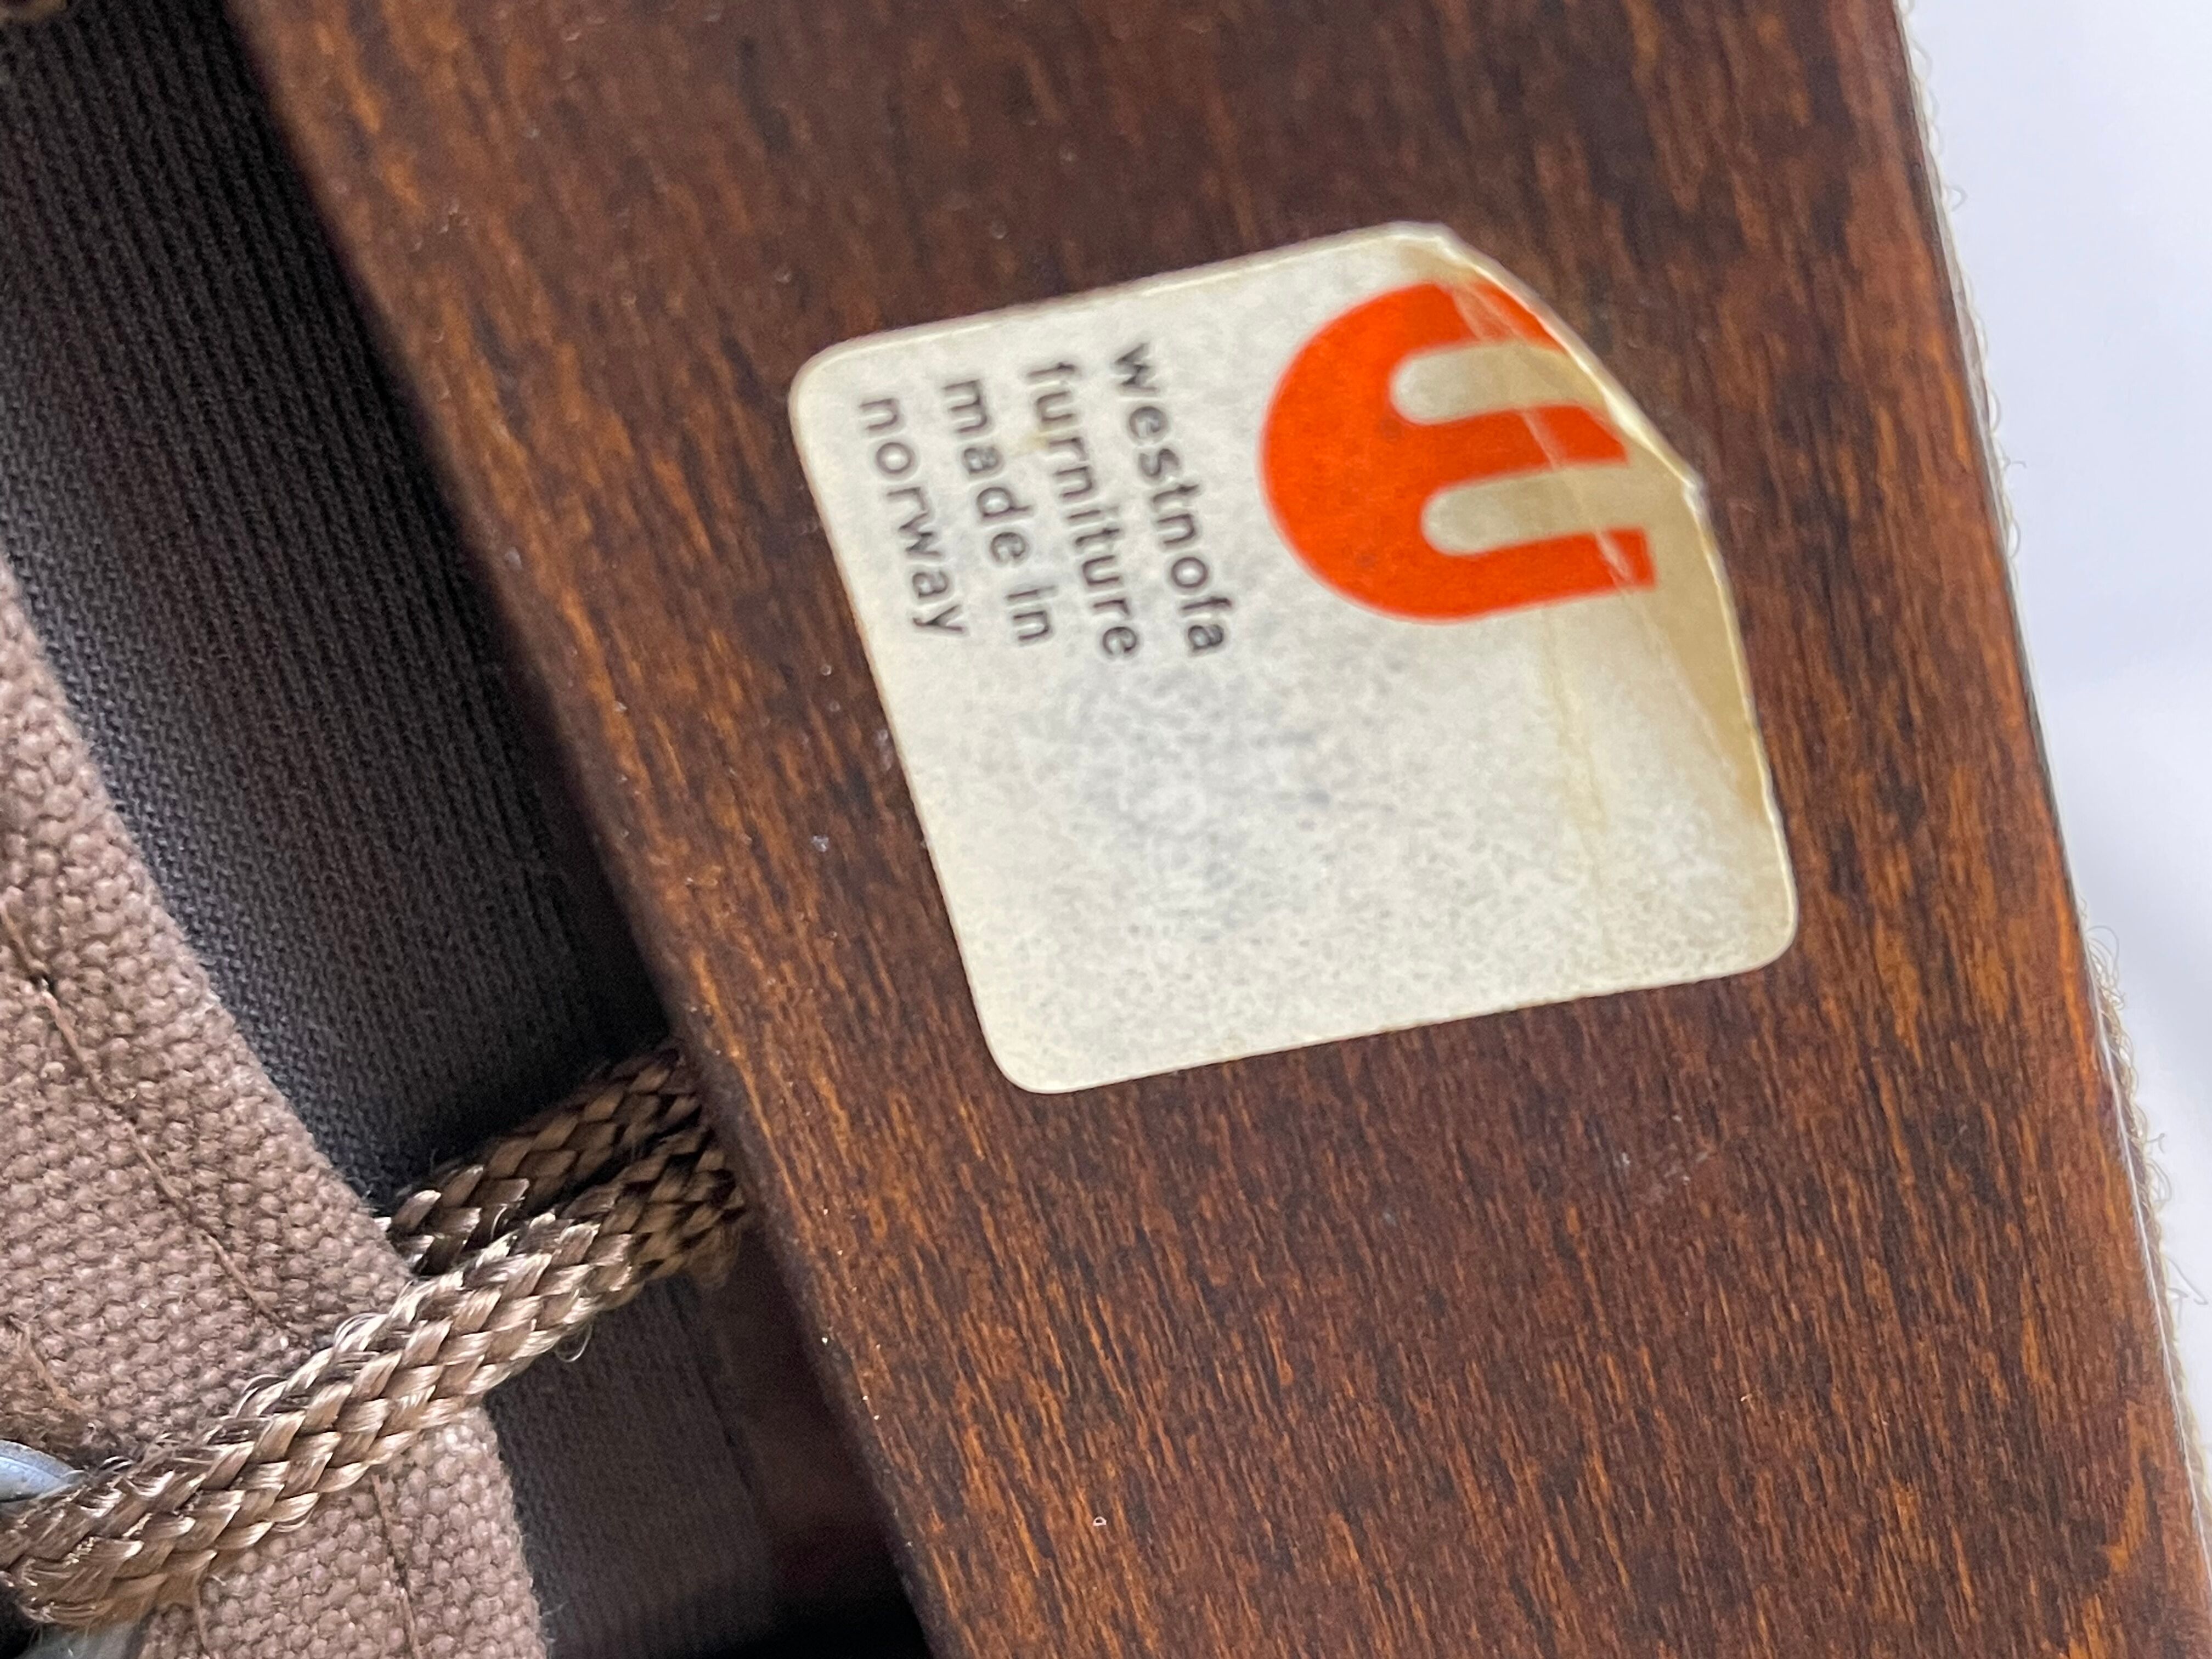 westnofa
furniture
made in
norway